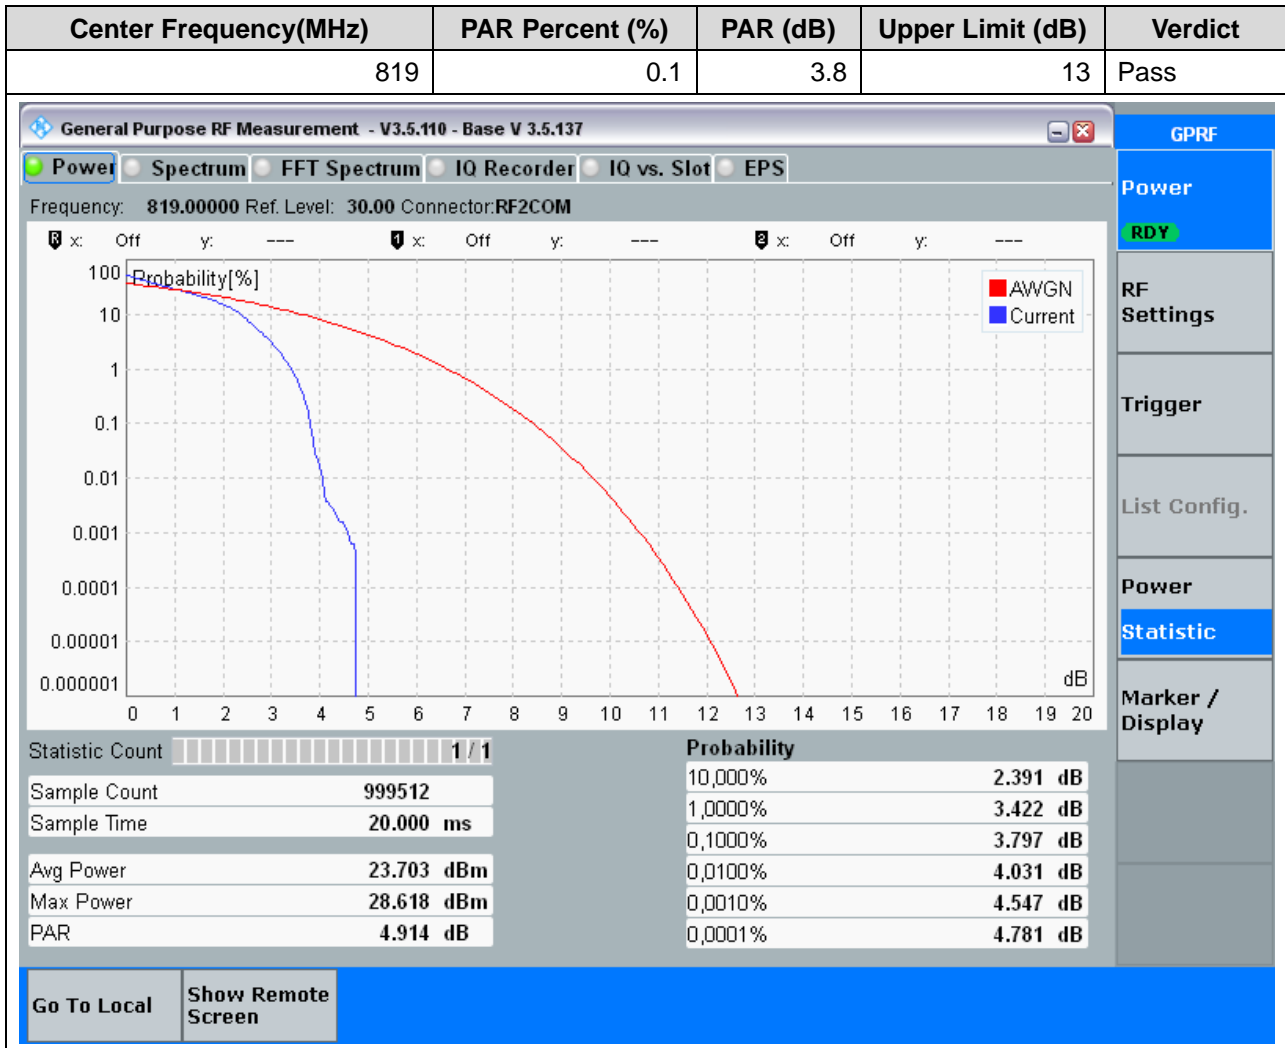 Center Frequency(MHz) PAR Percent (%) PAR (dB) Upper Limit (dB) Verdict
819 0.1 3.8 13 Pass
General Purpose RF Measurement - V3.5.110 - Base V 3.5.137
GPRF
Power Spectrum FFT Spectrum IQ Recorder IQ vs. Slot EPS
Frequency: 819.00000 Ref. Level: 30.00 Connector:RF2COM
R x: Off y: --- 1 x: Off y: --- 2 x: Off y: ---
Probability[%]
AWGN
Current
100
10
1
0.1
0.01
0.001
0.0001
0.00001
0.000001
dB
0 1 2 3 4 5 6 7 8 9 10 11 12 13 14 15 16 17 18 19 20
Statistic Count 1 / 1
Sample Count 999512
Sample Time 20.000 ms
Avg Power 23.703 dBm
Max Power 28.618 dBm
PAR 4.914 dB
Probability
10,000% 2.391 dB
1,0000% 3.422 dB
0,1000% 3.797 dB
0,0100% 4.031 dB
0,0010% 4.547 dB
0,0001% 4.781 dB
Power
RDY
RF
Settings
Trigger
List Config.
Power
Statistic
Marker /
Display
Go To Local
Show Remote
Screen